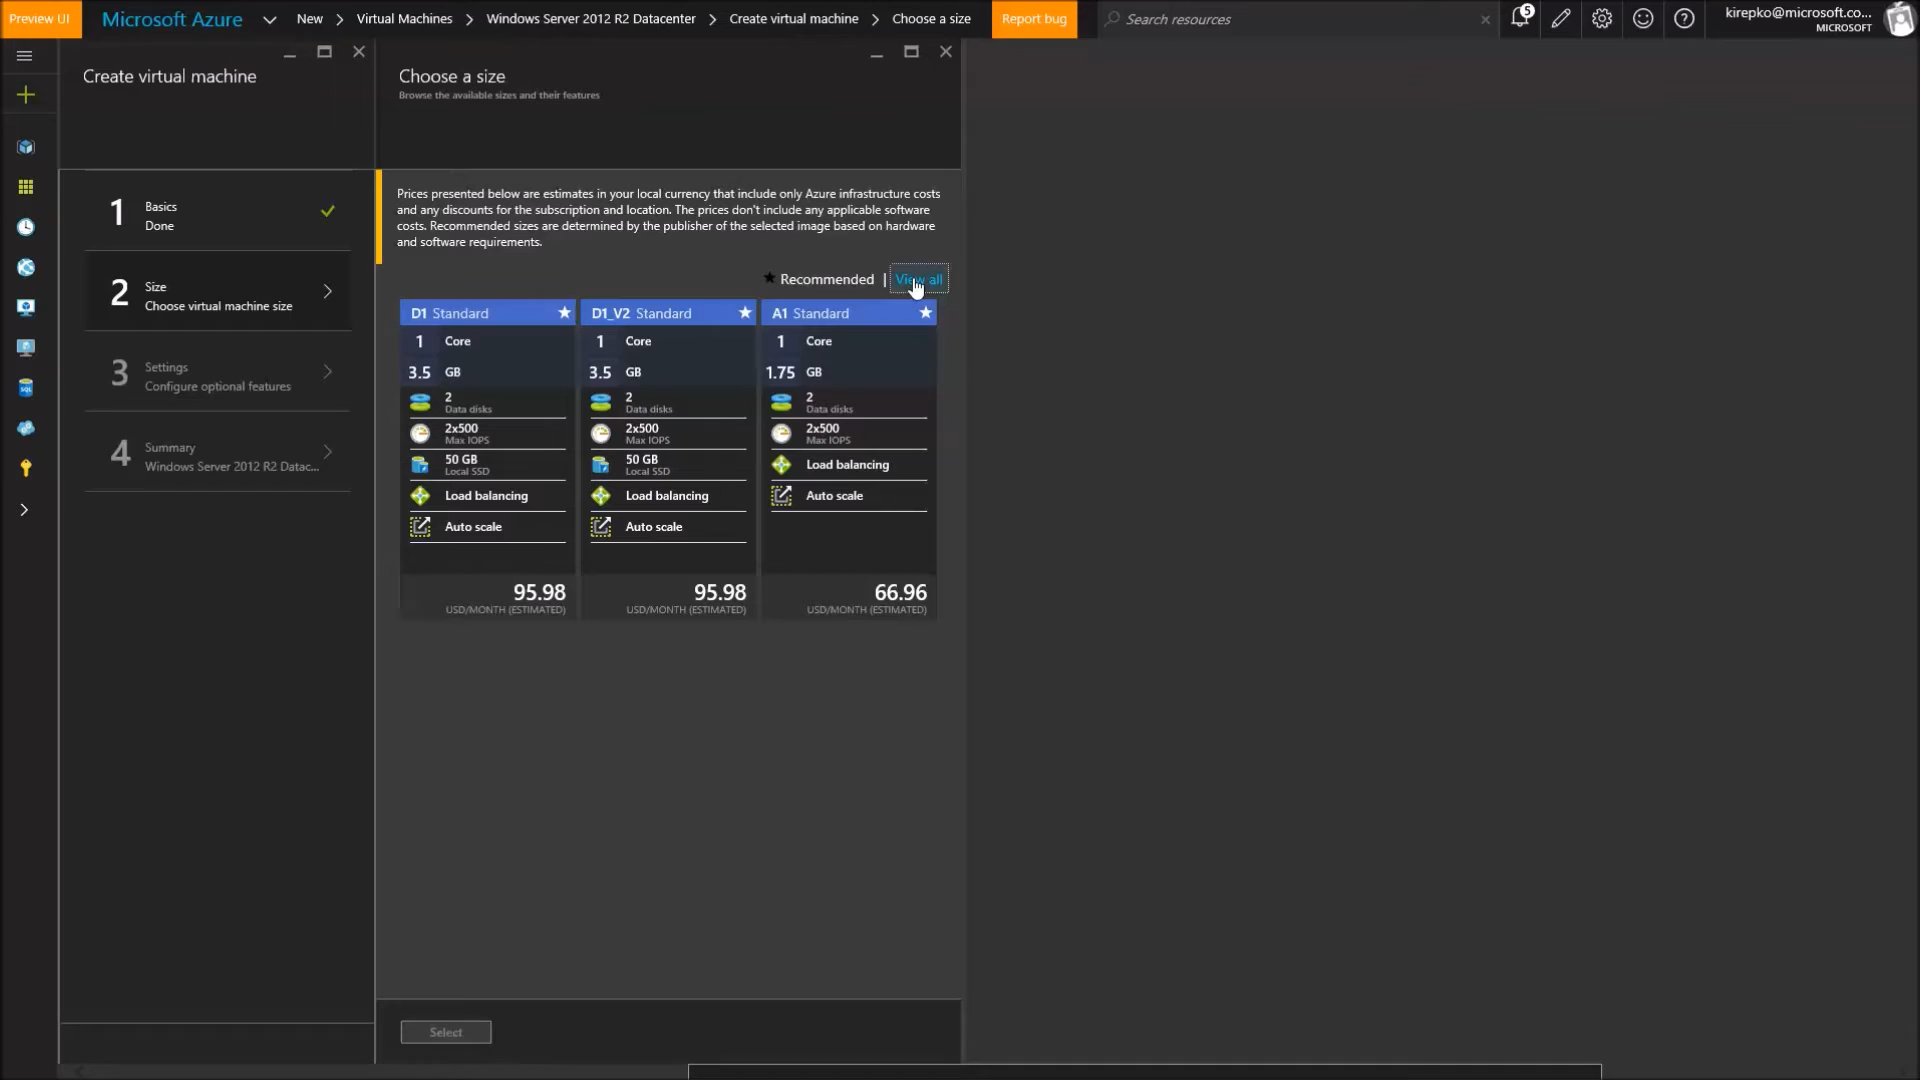 Preview UI
Microsoft Azure
New > Virtual Machines > Windows Server 2012 R2 Datacenter > Create virtual machine > Choose a size
Report bug
Search resources
5
kirepko@microsoft.co...
MICROSOFT
Create virtual machine
1
Basics
Done
2
Size
Choose virtual machine size
3
Settings
Configure optional features
4
Summary
Windows Server 2012 R2 Datac...
Choose a size
Browse the available sizes and their features
Prices presented below are estimates in your local currency that include only Azure infrastructure costs
and any discounts for the subscription and location. The prices don't include any applicable software
costs. Recommended sizes are determined by the publisher of the selected image based on hardware
and software requirements.
★ Recommended | View all
D1 Standard ★
1 Core
3.5 GB
2
Data disks
2x500
Max IOPS
50 GB
Local SSD
Load balancing
Auto scale
95.98
USD/MONTH (ESTIMATED)
D1_V2 Standard ★
1 Core
3.5 GB
2
Data disks
2x500
Max IOPS
50 GB
Local SSD
Load balancing
Auto scale
95.98
USD/MONTH (ESTIMATED)
A1 Standard ★
1 Core
1.75 GB
2
Data disks
2x500
Max IOPS
Load balancing
Auto scale
66.96
USD/MONTH (ESTIMATED)
Select
SQL